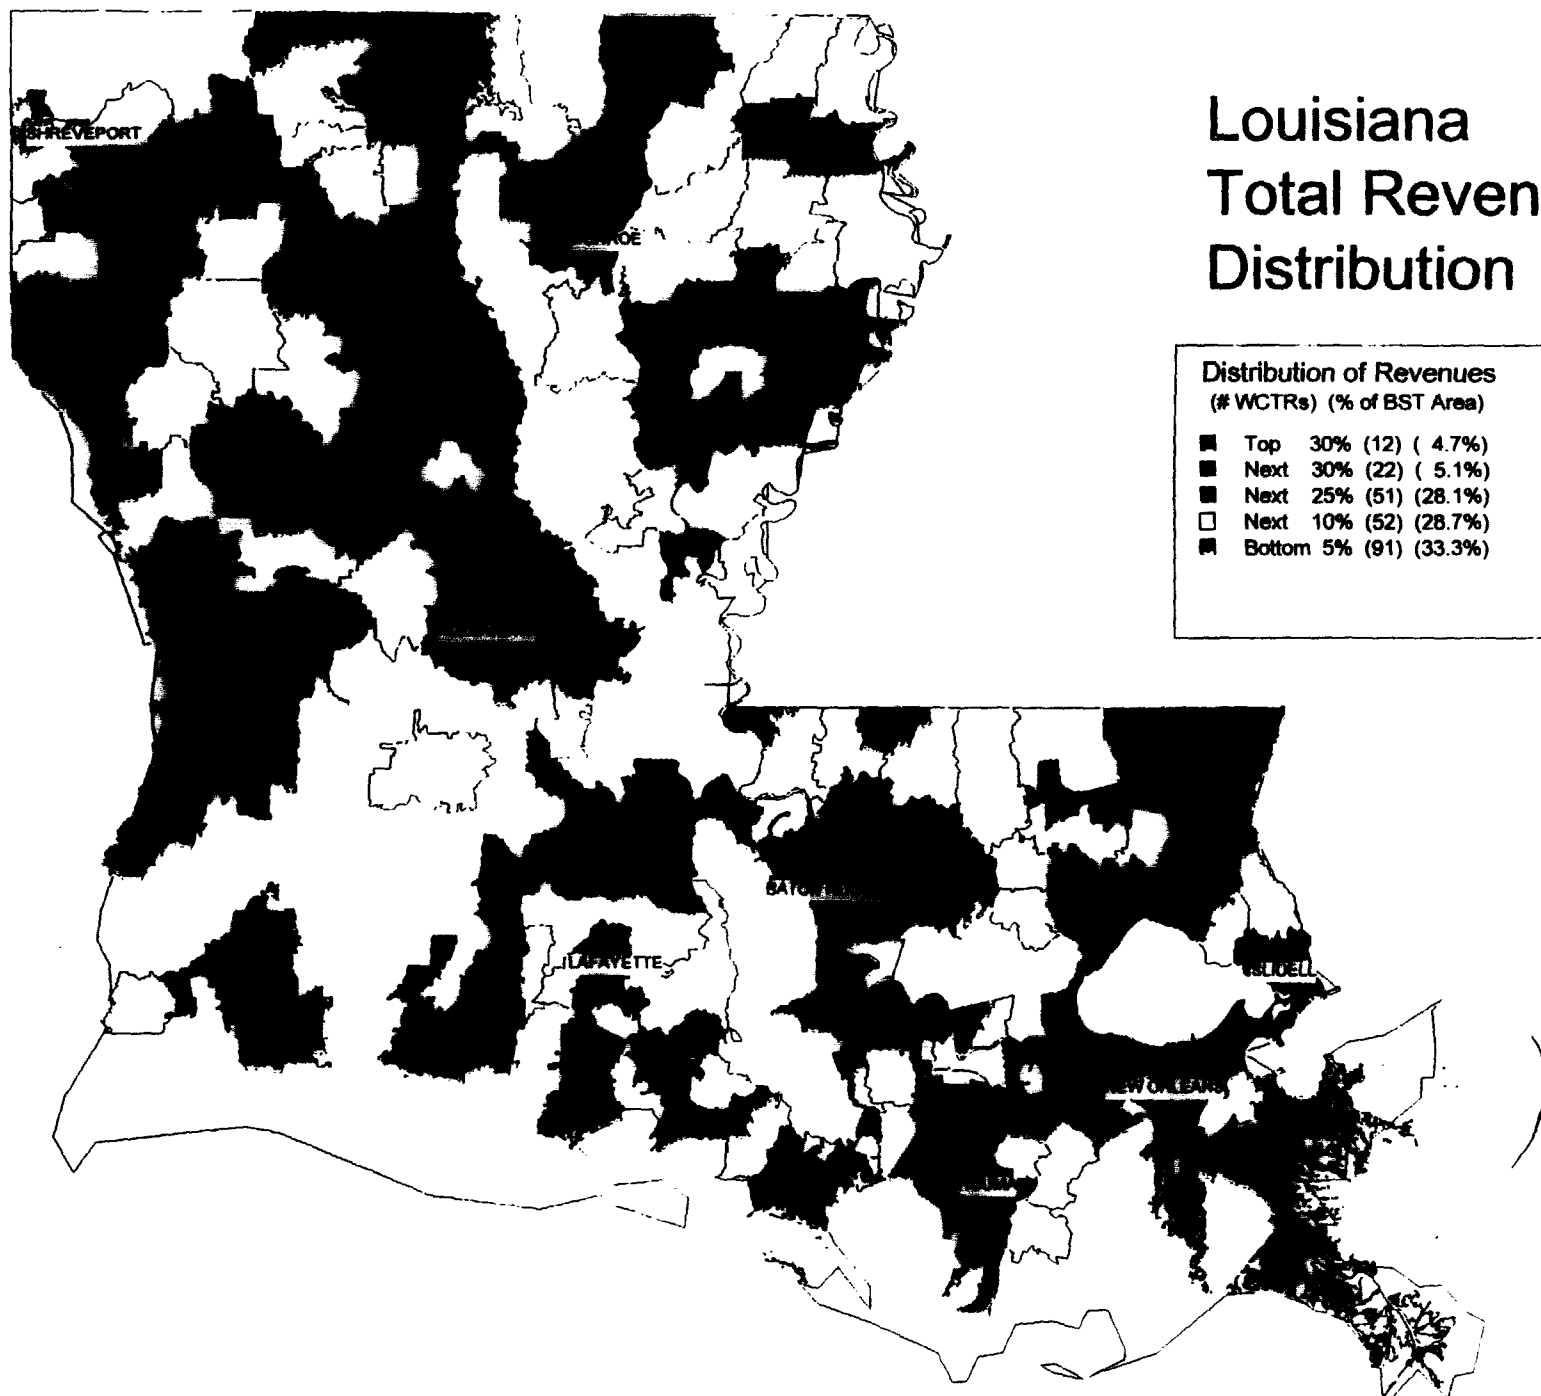 Louisiana
Total Reven
Distribution
Distribution of Revenues
(# WCTRs) (% of BST Area)
Top 30% (12) ( 4.7%)
Next 30% (22) ( 5.1%)
Next 25% (51) (28.1%)
Next 10% (52) (28.7%)
Bottom 5% (91) (33.3%)
SHREVEPORT
LAFAYETTE
SLIDELL
NEW ORLEANS